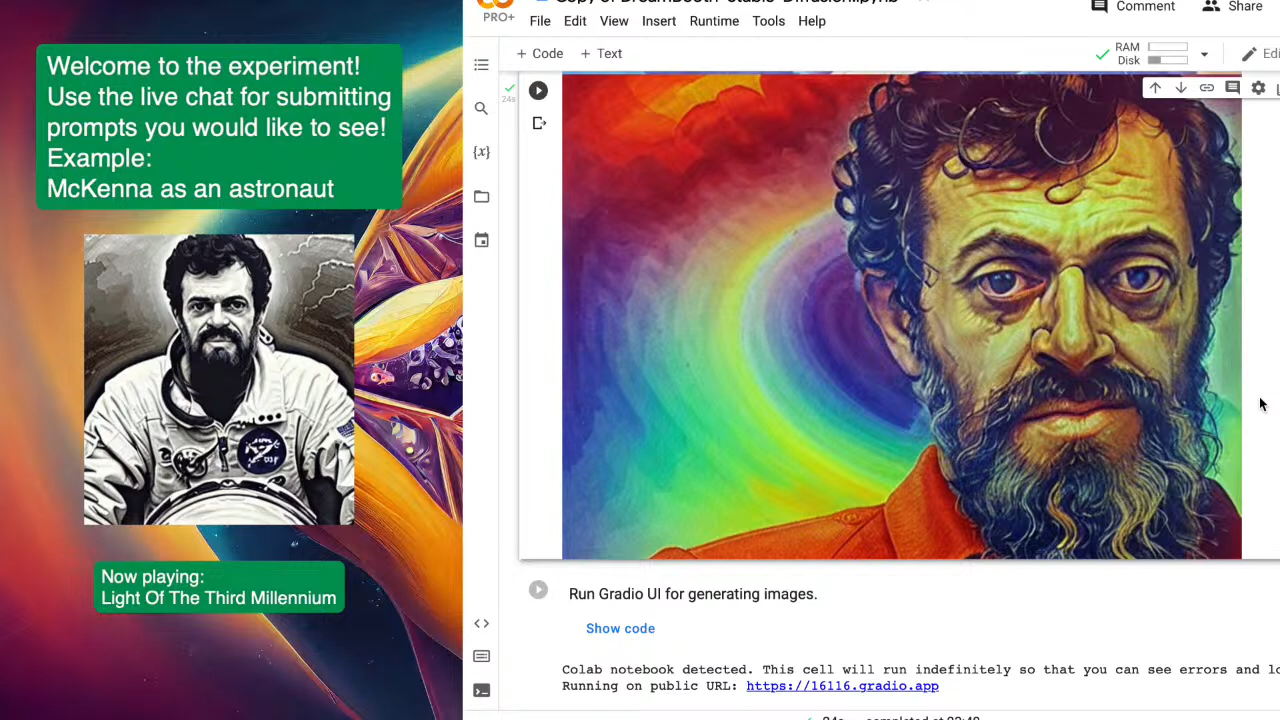 Welcome to the experiment!
Use the live chat for submitting
prompts you would like to see!
Example:
McKenna as an astronaut
Now playing:
Light Of The Third Millennium
PRO+
File Edit View Insert Runtime Tools Help
Comment Share
+ Code + Text
RAM
Disk
Edi
24s
{x}
Run Gradio UI for generating images.
Show code
Colab notebook detected. This cell will run indefinitely so that you can see errors and lo
Running on public URL: https://16116.gradio.app